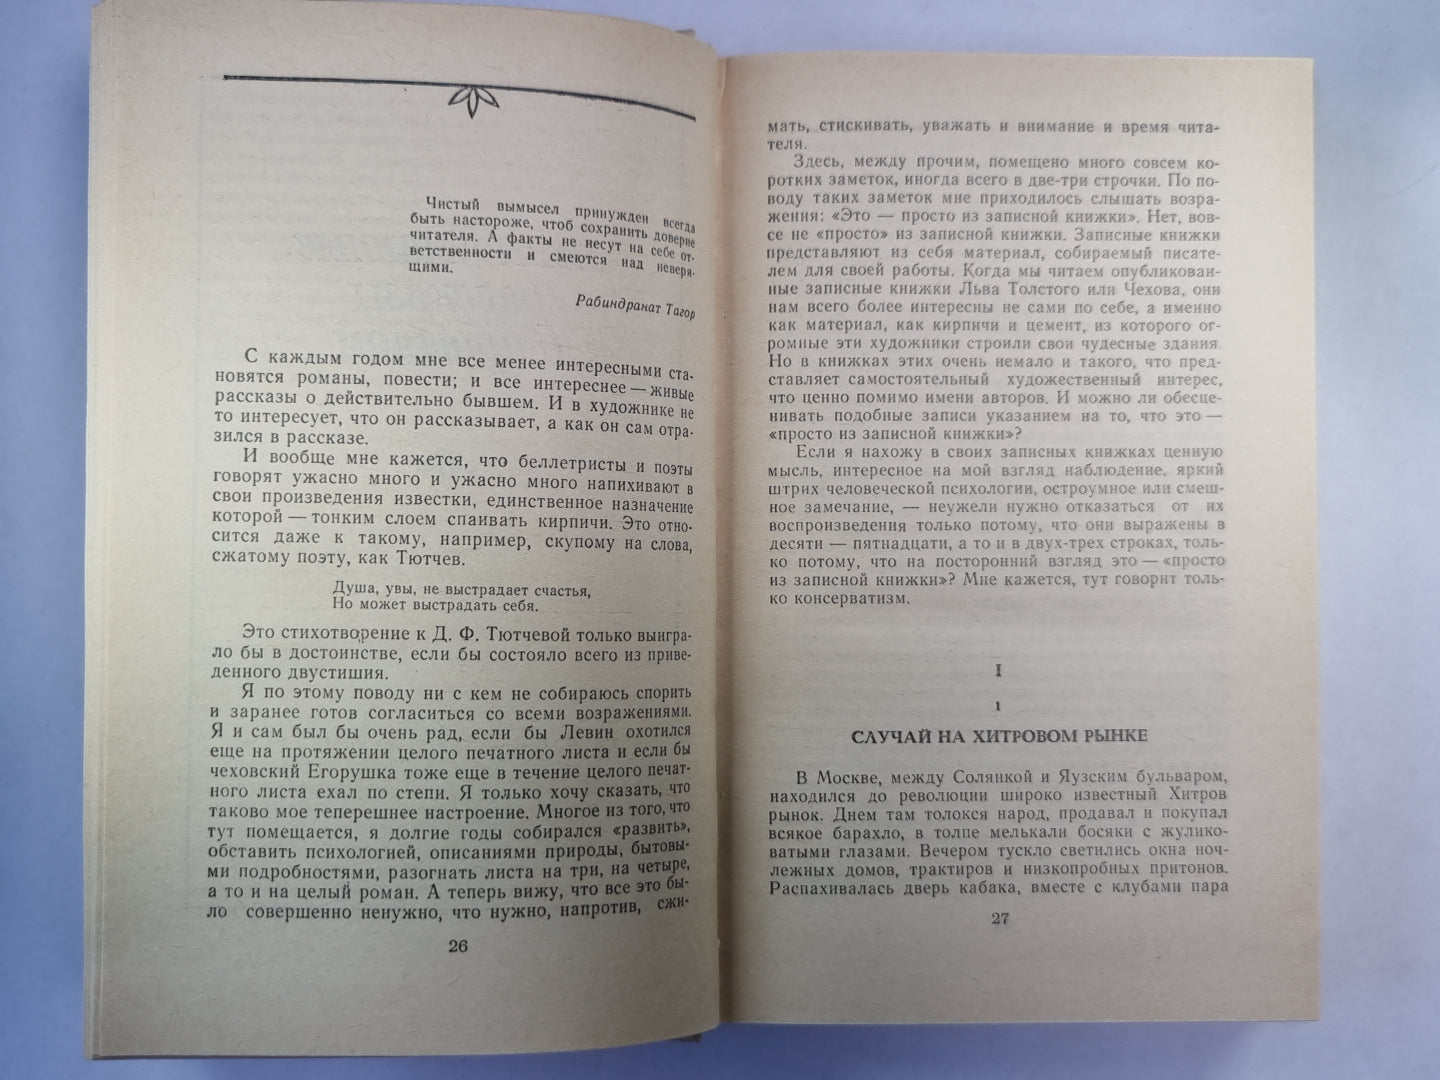 Чистый вымысел принужден всегда
быть настороже, чтоб сохранить доверие
читателя. А факты не несут на себе от-
ветственности и смеются над неверя-
щими.
Рабиндранат Тагор
С каждым годом мне все менее интересными ста-
новятся романы, повести; и все интереснее — живые
рассказы о действительно бывшем. И в художнике не
то интересует, что он рассказывает, а как он сам отра-
зился в рассказе.
И вообще мне кажется, что беллетристы и поэты
говорят ужасно много и ужасно много напихивают в
свои произведения известки, единственное назначение
которой — тонким слоем спаивать кирпичи. Это отно-
сится даже к такому, например, скупому на слова,
сжатому поэту, как Тютчев.
Душа, увы, не выстрадает счастья,
Но может выстрадать себя.
Это стихотворение к Д. Ф. Тютчевой только выигра-
ло бы в достоинстве, если бы состояло всего из приве-
денного двустишия.
Я по этому поводу ни с кем не собираюсь спорить
и заранее готов согласиться со всеми возражениями.
Я и сам был бы очень рад, если бы Левин охотился
еще на протяжении целого печатного листа и если бы
чеховский Егорушка тоже еще в течение целого печат-
ного листа ехал по степи. Я только хочу сказать, что
таково мое теперешнее настроение. Многое из того, что
тут помещается, я долгие годы собирался «развить»,
обставить психологией, описаниями природы, бытовы-
ми подробностями, разогнать листа на три, на четыре,
а то и на целый роман. А теперь вижу, что все это бы-
ло совершенно ненужно, что нужно, напротив, сжи-
26
мать, стискивать, уважать и внимание и время чита-
теля.
Здесь, между прочим, помещено много совсем ко-
ротких заметок, иногда всего в две-три строчки. По по-
воду таких заметок мне приходилось слышать возра-
жения: «Это — просто из записной книжки». Нет, вов-
се не «просто» из записной книжки. Записные книжки
представляют из себя материал, собираемый писате-
лем для своей работы. Когда мы читаем опубликован-
ные записные книжки Льва Толстого или Чехова, они
нам всего более интересны не сами по себе, а именно
как материал, как кирпичи и цемент, из которого ог-
ромные эти художники строили свои чудесные здания.
Но в книжках этих очень немало и такого, что пред-
ставляет самостоятельный художественный интерес,
что ценно помимо имени авторов. И можно ли обесце-
нивать подобные записи указанием на то, что это —
«просто из записной книжки»?
Если я нахожу в своих записных книжках ценную
мысль, интересное на мой взгляд наблюдение, яркий
штрих человеческой психологии, остроумное или смеш-
ное замечание, — неужели нужно отказаться от их
воспроизведения только потому, что они выражены в
десяти — пятнадцати, а то и в двух-трех строках, толь-
ко потому, что на посторонний взгляд это — «просто
из записной книжки»? Мне кажется, тут говорит толь-
ко консерватизм.
I
1
СЛУЧАЙ НА ХИТРОВОМ РЫНКЕ
В Москве, между Солянкой и Яузским бульваром,
находился до революции широко известный Хитров
рынок. Днем там толокся народ, продавал и покупал
всякое барахло, в толпе мелькали босяки с жулико-
ватыми глазами. Вечером тускло светились окна ноч-
лежных домов, трактиров и низкопробных притонов.
Распахивалась дверь кабака, вместе с клубами пара
27